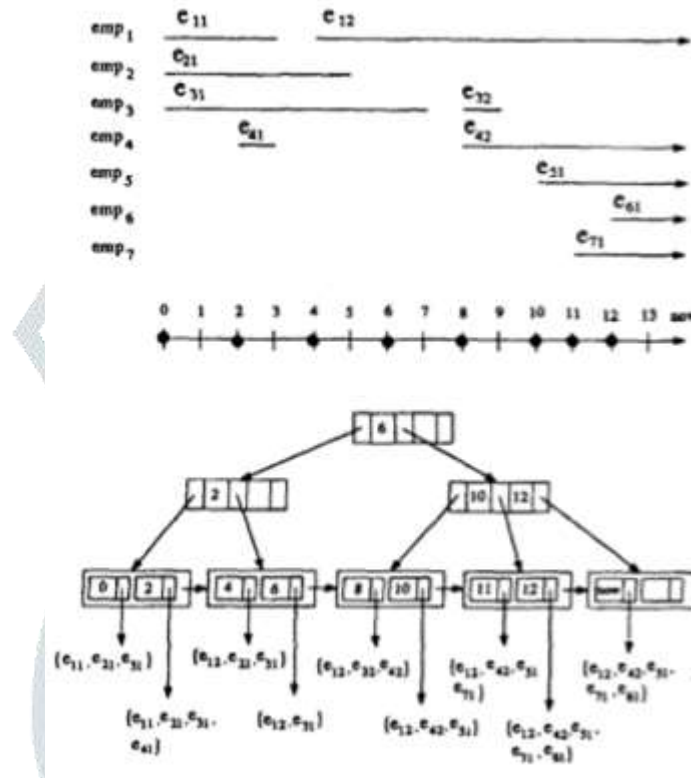 emp1 e11 e12
emp2 e21
emp3 e31 e32
emp4 e41 e42
emp5 e51
emp6 e61
emp7 e71
0 1 2 3 4 5 6 7 8 9 10 11 12 13 now
6
2 10 12
0 2 4 6 8 10 11 12 now
{e11,e21,e31} {e12,e21,e31} {e12,e32,e42} {e12,e42,e51 e71} {e12,e42,e51, e71,e61}
{e11,e21,e31, e41} {e12,e31} {e12,e42,e51} {e12,e42,e51, e71,e61}